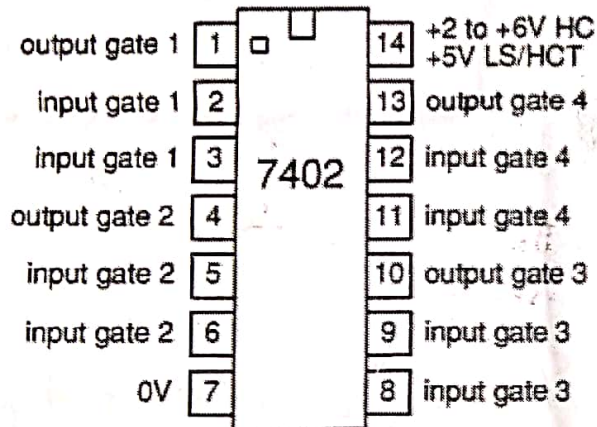 output gate 1 1 14 +2 to +6V HC
+5V LS/HCT
input gate 1 2 13 output gate 4
input gate 1 3 7402 12 input gate 4
output gate 2 4 11 input gate 4
input gate 2 5 10 output gate 3
input gate 2 6 9 input gate 3
0V 7 8 input gate 3